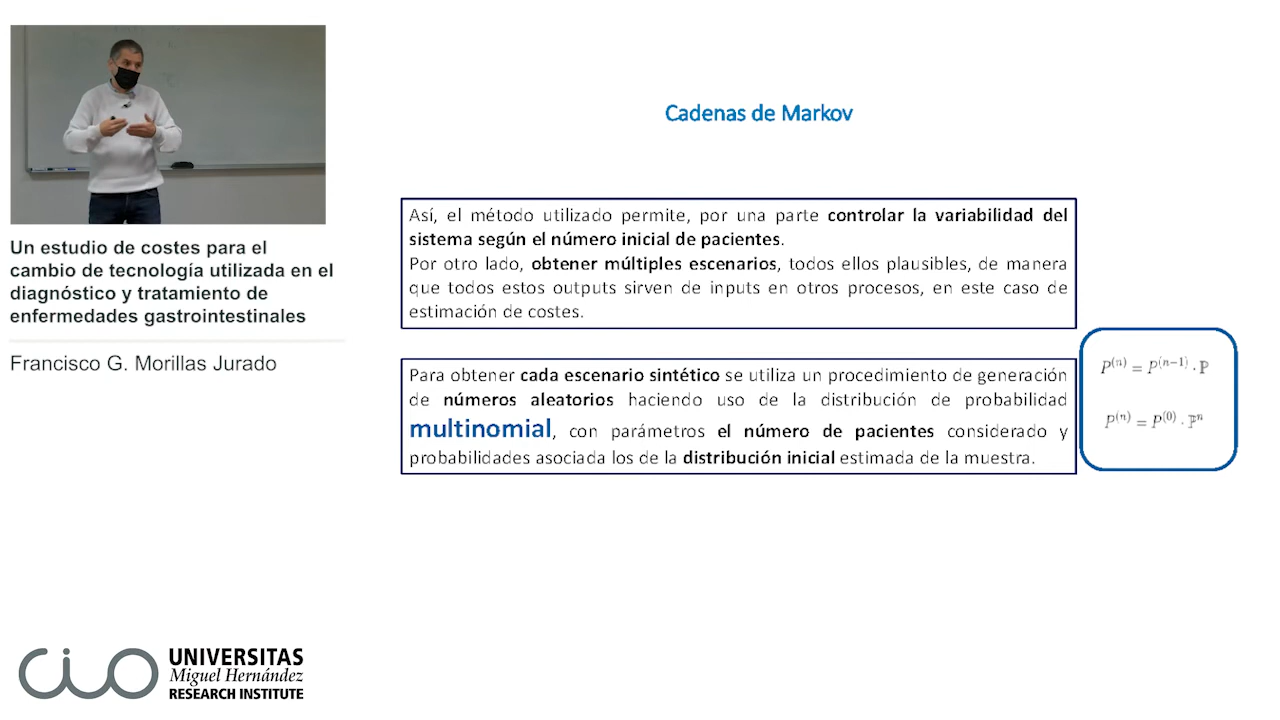 Cadenas de Markov
Así, el método utilizado permite, por una parte controlar la variabilidad del
sistema según el número inicial de pacientes.
Por otro lado, obtener múltiples escenarios, todos ellos plausibles, de manera
que todos estos outputs sirven de inputs en otros procesos, en este caso de
estimación de costes.
Para obtener cada escenario sintético se utiliza un procedimiento de generación
de números aleatorios haciendo uso de la distribución de probabilidad
multinomial, con parámetros el número de pacientes considerado y
probabilidades asociada los de la distribución inicial estimada de la muestra.
P⁽ⁿ⁾ = P⁽ⁿ⁻¹⁾ · ℙ
P⁽ⁿ⁾ = P⁽⁰⁾ · ℙⁿ
Un estudio de costes para el
cambio de tecnología utilizada en el
diagnóstico y tratamiento de
enfermedades gastrointestinales
Francisco G. Morillas Jurado
cio
UNIVERSITAS
Miguel Hernández
RESEARCH INSTITUTE